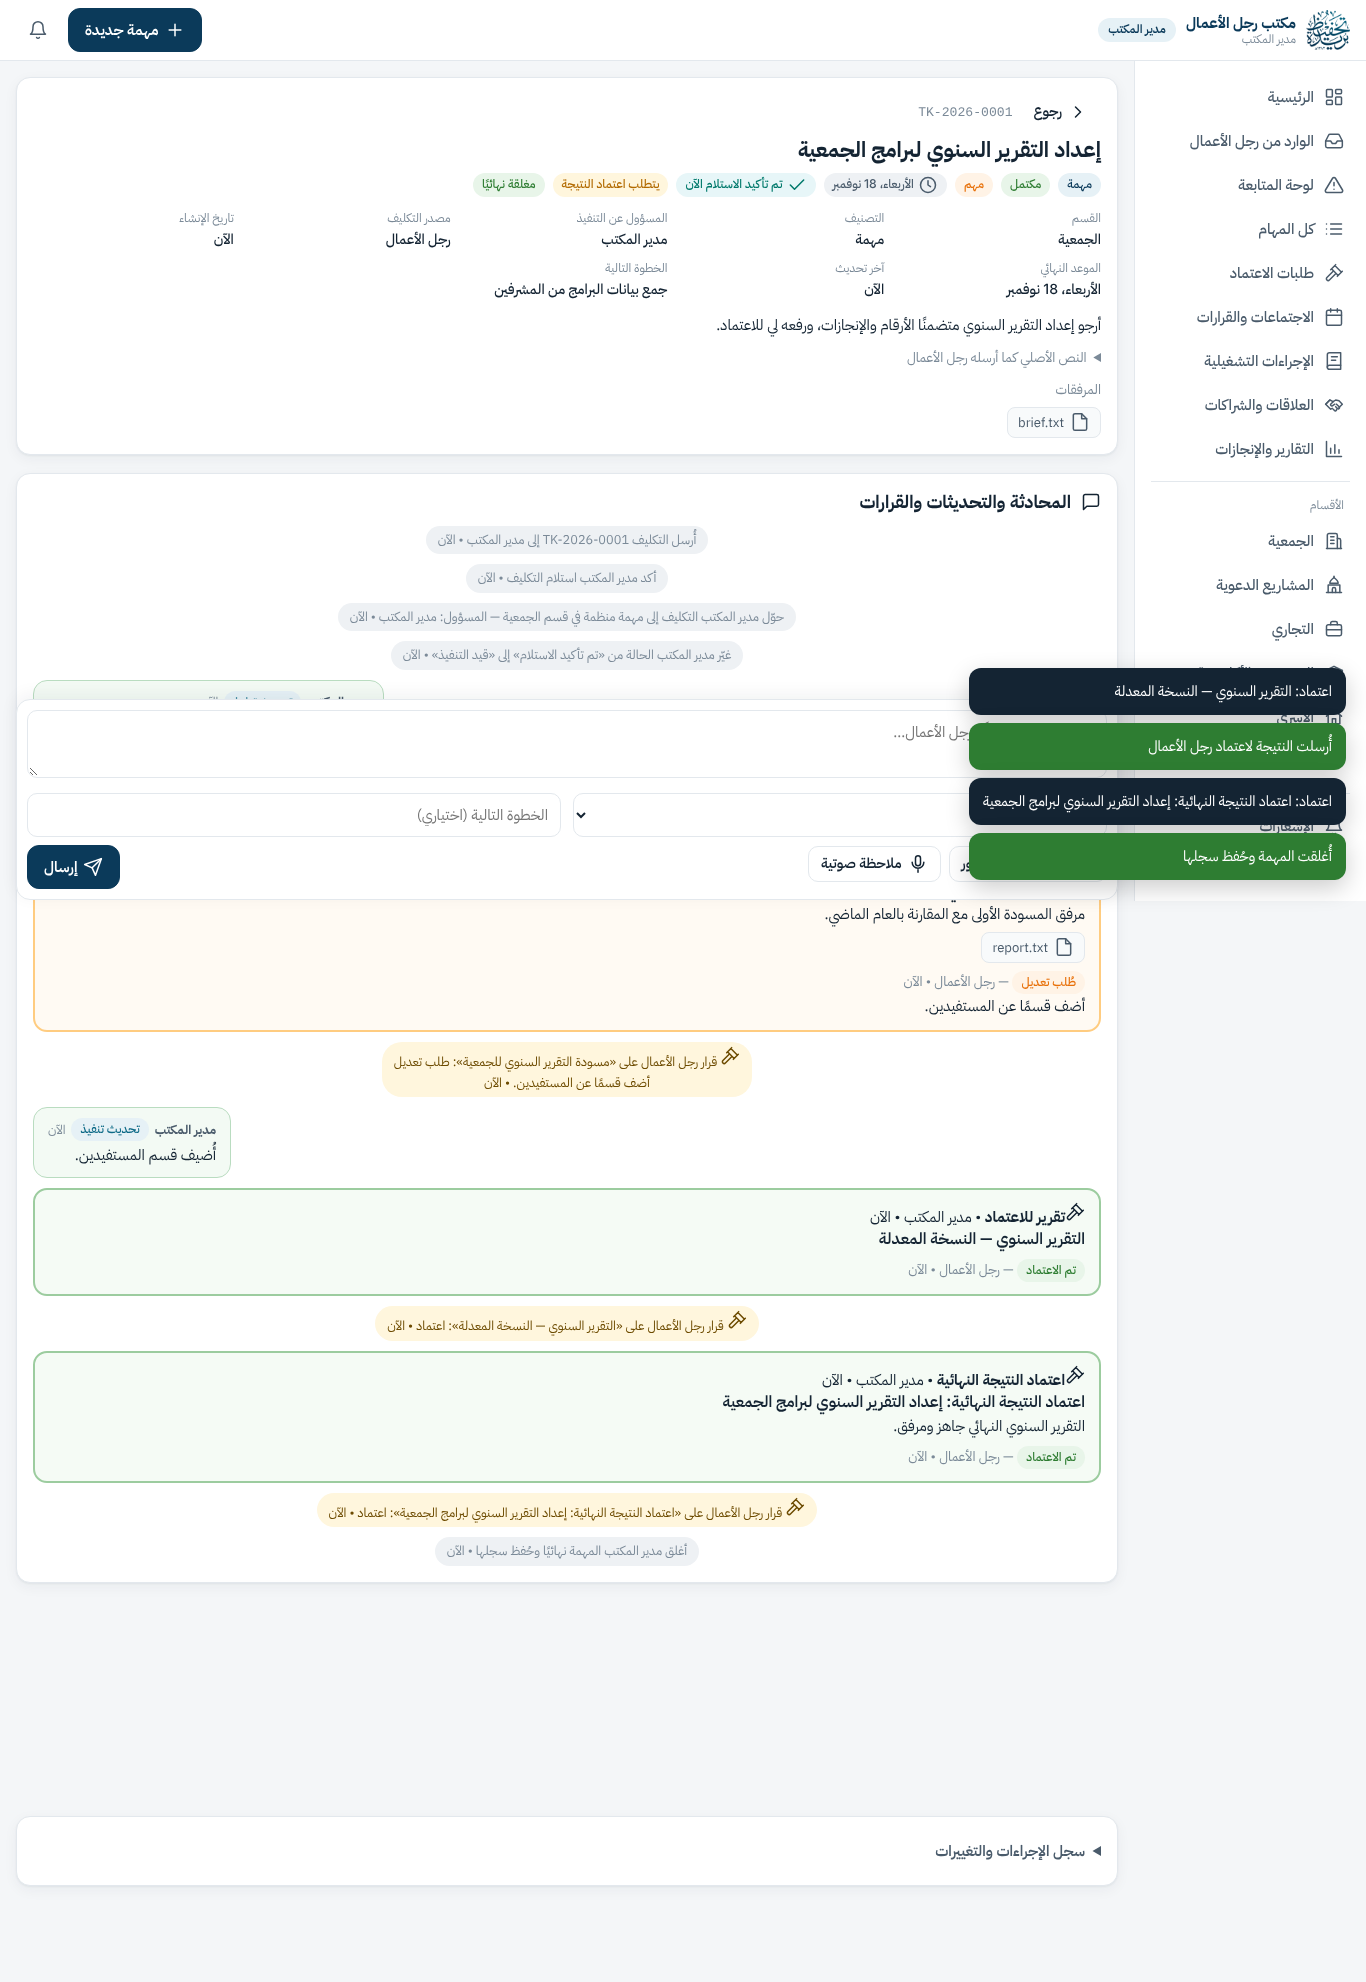 مكتب رجل الأعمال
مدير المكتب
مدير المكتب
مهمة جديدة
الرئيسية
الوارد من رجل الأعمال
لوحة المتابعة
كل المهام
طلبات الاعتماد
الاجتماعات والقرارات
الإجراءات التشغيلية
العلاقات والشراكات
التقارير والإنجازات
الأقسام
الجمعية
المشاريع الدعوية
التجاري
رجوع TK-2026-0001
إعداد التقرير السنوي لبرامج الجمعية
مهمة مكتمل مهم الأربعاء، 18 نوفمبر تم تأكيد الاستلام الآن يتطلب اعتماد النتيجة مغلقة نهائيًا
القسم التصنيف المسؤول عن التنفيذ مصدر التكليف تاريخ الإنشاء
الجمعية مهمة مدير المكتب رجل الأعمال الآن
الموعد النهائي آخر تحديث الخطوة التالية
الأربعاء، 18 نوفمبر الآن جمع بيانات البرامج من المشرفين
أرجو إعداد التقرير السنوي متضمنًا الأرقام والإنجازات، ورفعه لي للاعتماد.
النص الأصلي كما أرسله رجل الأعمال
المرفقات
brief.txt
المحادثة والتحديثات والقرارات
أُرسل التكليف TK-2026-0001 إلى مدير المكتب • الآن
أكد مدير المكتب استلام التكليف • الآن
حوّل مدير المكتب التكليف إلى مهمة منظمة في قسم الجمعية — المسؤول: مدير المكتب • الآن
غيّر مدير المكتب الحالة من «تم تأكيد الاستلام» إلى «قيد التنفيذ» • الآن
اعتماد: التقرير السنوي — النسخة المعدلة
أُرسلت النتيجة لاعتماد رجل الأعمال
اعتماد: اعتماد النتيجة النهائية: إعداد التقرير السنوي لبرامج الجمعية
أُغلقت المهمة وحُفظ سجلها
رجل الأعمال...
الخطوة التالية (اختياري)
ملاحظة صوتية
إرسال
الإشعارات
مرفق المسودة الأولى مع المقارنة بالعام الماضي.
report.txt
طُلب تعديل — رجل الأعمال • الآن
أضف قسمًا عن المستفيدين.
قرار رجل الأعمال على «مسودة التقرير السنوي للجمعية»: طلب تعديل
أضف قسمًا عن المستفيدين. • الآن
مدير المكتب تحديث تنفيذ الآن
أُضيف قسم المستفيدين.
تقرير للاعتماد • مدير المكتب • الآن
التقرير السنوي — النسخة المعدلة
تم الاعتماد — رجل الأعمال • الآن
قرار رجل الأعمال على «التقرير السنوي — النسخة المعدلة»: اعتماد • الآن
اعتماد النتيجة النهائية • مدير المكتب • الآن
اعتماد النتيجة النهائية: إعداد التقرير السنوي لبرامج الجمعية
التقرير السنوي النهائي جاهز ومرفق.
تم الاعتماد — رجل الأعمال • الآن
قرار رجل الأعمال على «اعتماد النتيجة النهائية: إعداد التقرير السنوي لبرامج الجمعية»: اعتماد • الآن
أغلق مدير المكتب المهمة نهائيًا وحُفظ سجلها • الآن
سجل الإجراءات والتغييرات